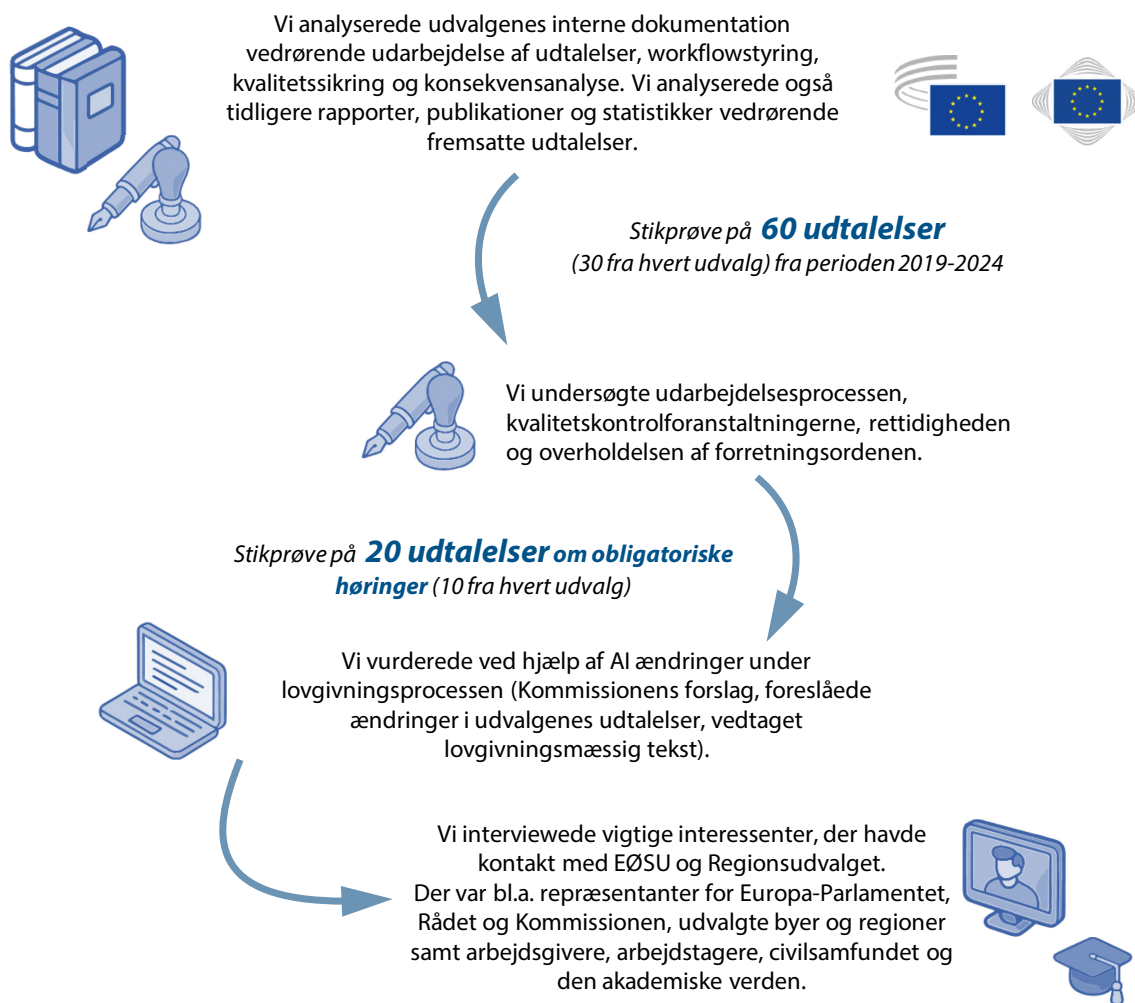 Vi analyserede udvalgenes interne dokumentation
vedrørende udarbejdelse af udtalelser, workflowstyring,
kvalitetssikring og konsekvensanalyse. Vi analyserede også
tidligere rapporter, publikationer og statistikker vedrørende
fremsatte udtalelser.
Stikprøve på 60 udtalelser
(30 fra hvert udvalg) fra perioden 2019-2024
Vi undersøgte udarbejdelsesprocessen,
kvalitetskontrolforanstaltningerne, rettidigheden
og overholdelsen af forretningsordenen.
Stikprøve på 20 udtalelser om obligatoriske
høringer (10 fra hvert udvalg)
Vi vurderede ved hjælp af AI ændringer under
lovgivningsprocessen (Kommissionens forslag, foreslåede
ændringer i udvalgenes udtalelser, vedtaget
lovgivningsmæssig tekst).
Vi interviewede vigtige interessenter, der havde
kontakt med EØSU og Regionsudvalget.
Der var bl.a. repræsentanter for Europa-Parlamentet,
Rådet og Kommissionen, udvalgte byer og regioner
samt arbejdsgivere, arbejdstagere, civilsamfundet og
den akademiske verden.